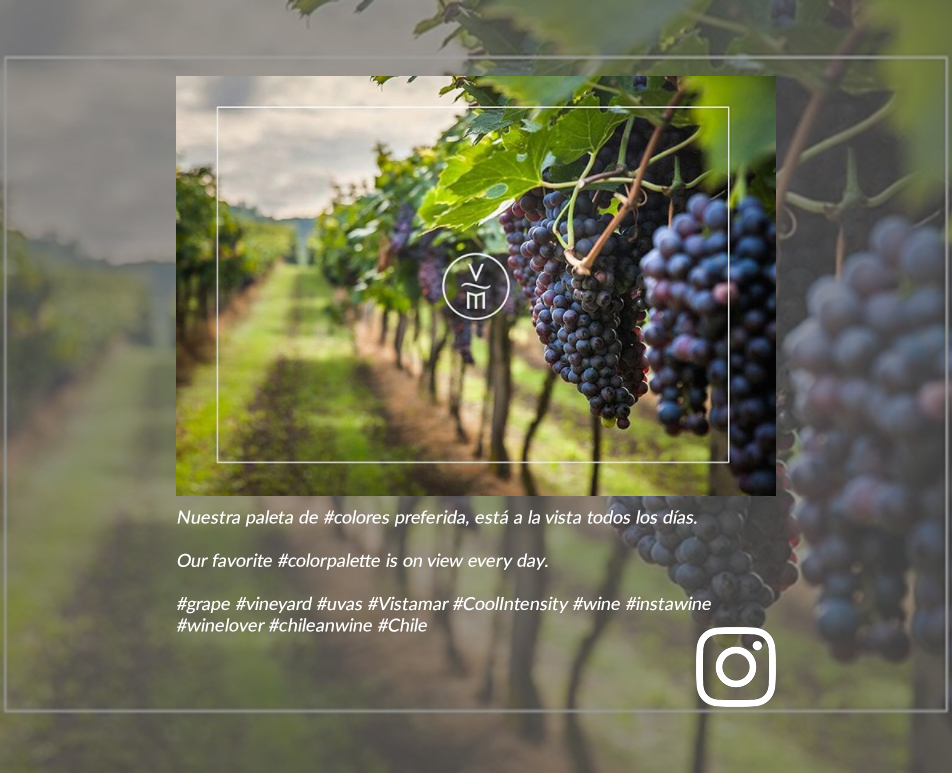 VM
Nuestra paleta de #colores preferida, está a la vista todos los días.
Our favorite #colorpalette is on view every day.
#grape #vineyard #uvas #Vistamar #CoolIntensity #wine #instawine
#winelover #chileanwine #Chile